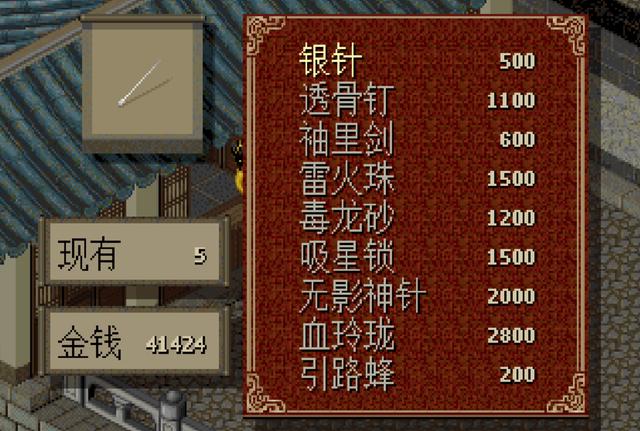 银针 500
透骨钉 1100
袖里剑 600
雷火珠 1500
毒龙砂 1200
吸星锁 1500
无影神针 2000
血玲珑 2800
引路蜂 200
现有 5
金钱 41424